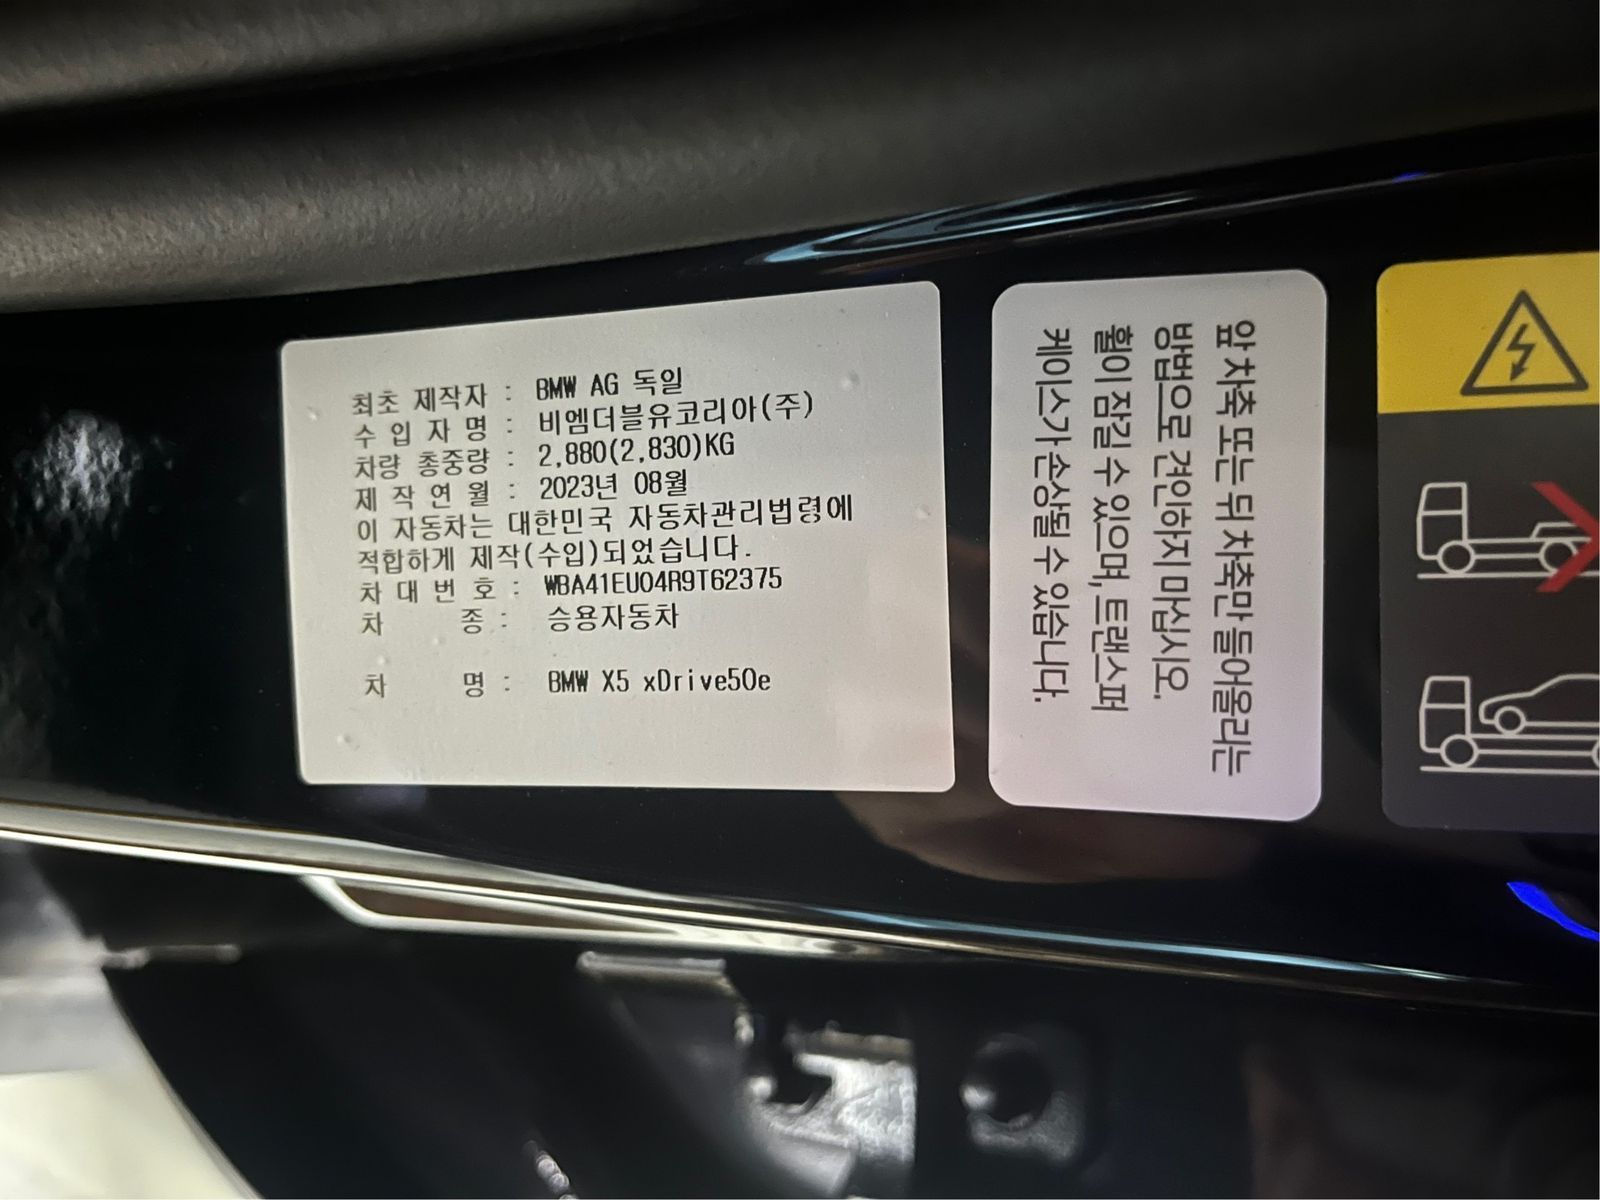 최초 제작자 : BMW AG 독일
수 입 자 명 : 비엠더블유코리아(주)
차량 총중량 : 2,880(2,830)KG
제 작 연 월 : 2023년 08월
이 자동차는 대한민국 자동차관리법령에
적합하게 제작(수입)되었습니다.
차 대 번 호 : WBA41EU04R9T62375
차 종 : 승용자동차
차 명 : BMW X5 xDrive50e
앞 차축 또는 뒤 차축만 들어올리는
방법으로 견인하지 마십시오.
휠이 잠길 수 있으며, 트랜스퍼
케이스가 손상될 수 있습니다.